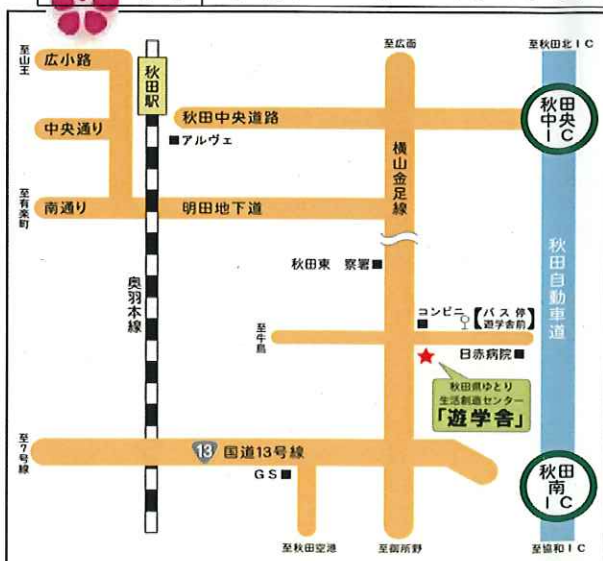 至山王
広小路
秋田駅
至広面
至秋田北IC
秋田中央IC
中央通り
秋田中央道路
アルヴェ
横山金足線
至有楽町
南通り
明田地下道
秋田自動車道
奥羽本線
秋田東 察署
コンビニ
【バス停
遊学舎前】
至牛島
日赤病院
秋田県ゆとり
生活創造センター
「遊学舎」
至7号線
13
国道13号線
GS
秋田南IC
至秋田空港
至御所野
至協和IC